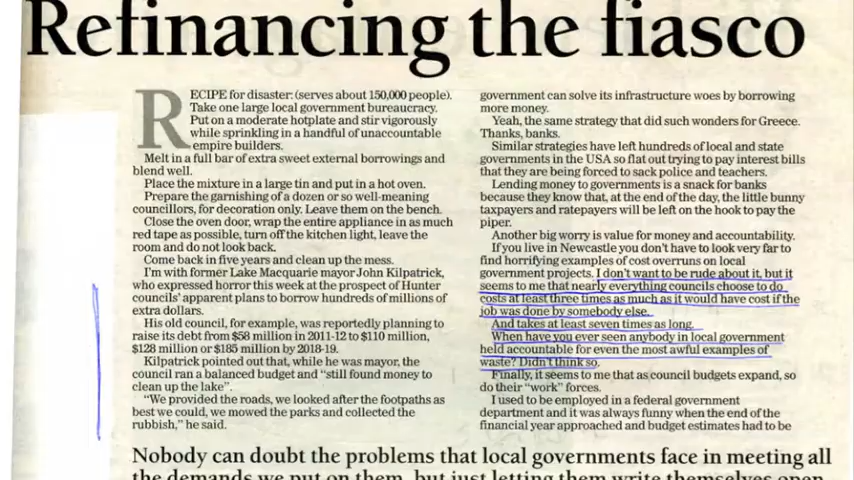 Refinancing the fiasco
RECIPE for disaster: (serves about 150,000 people).
Take one large local government bureaucracy.
Put on a moderate hotplate and stir vigorously
while sprinkling in a handful of unaccountable
empire builders.
Melt in a full bar of extra sweet external borrowings and
blend well.
Place the mixture in a large tin and put in a hot oven.
Prepare the garnishing of a dozen or so well-meaning
councillors, for decoration only. Leave them on the bench.
Close the oven door, wrap the entire appliance in as much
red tape as possible, turn off the kitchen light, leave the
room and do not look back.
Come back in five years and clean up the mess.
I'm with former Lake Macquarie mayor John Kilpatrick,
who expressed horror this week at the prospect of Hunter
councils' apparent plans to borrow hundreds of millions of
extra dollars.
His old council, for example, was reportedly planning to
raise its debt from $58 million in 2011-12 to $110 million,
$128 million or $185 million by 2018-19.
Kilpatrick pointed out that, while he was mayor, the
council ran a balanced budget and "still found money to
clean up the lake".
"We provided the roads, we looked after the footpaths as
best we could, we mowed the parks and collected the
rubbish," he said.
government can solve its infrastructure woes by borrowing
more money.
Yeah, the same strategy that did such wonders for Greece.
Thanks, banks.
Similar strategies have left hundreds of local and state
governments in the USA so flat out trying to pay interest bills
that they are being forced to sack police and teachers.
Lending money to governments is a snack for banks
because they know that, at the end of the day, the little bunny
taxpayers and ratepayers will be left on the hook to pay the
piper.
Another big worry is value for money and accountability.
If you live in Newcastle you don't have to look very far to
find horrifying examples of cost overruns on local
government projects. I don't want to be rude about it, but it
seems to me that nearly everything councils choose to do
costs at least three times as much as it would have cost if the
job was done by somebody else.
And takes at least seven times as long.
When have you ever seen anybody in local government
held accountable for even the most awful examples of
waste? Didn't think so.
Finally, it seems to me that as council budgets expand, so
do their "work" forces.
I used to be employed in a federal government
department and it was always funny when the end of the
financial year approached and budget estimates had to be
Nobody can doubt the problems that local governments face in meeting all
the demands we put on them, but just letting them write themselves open